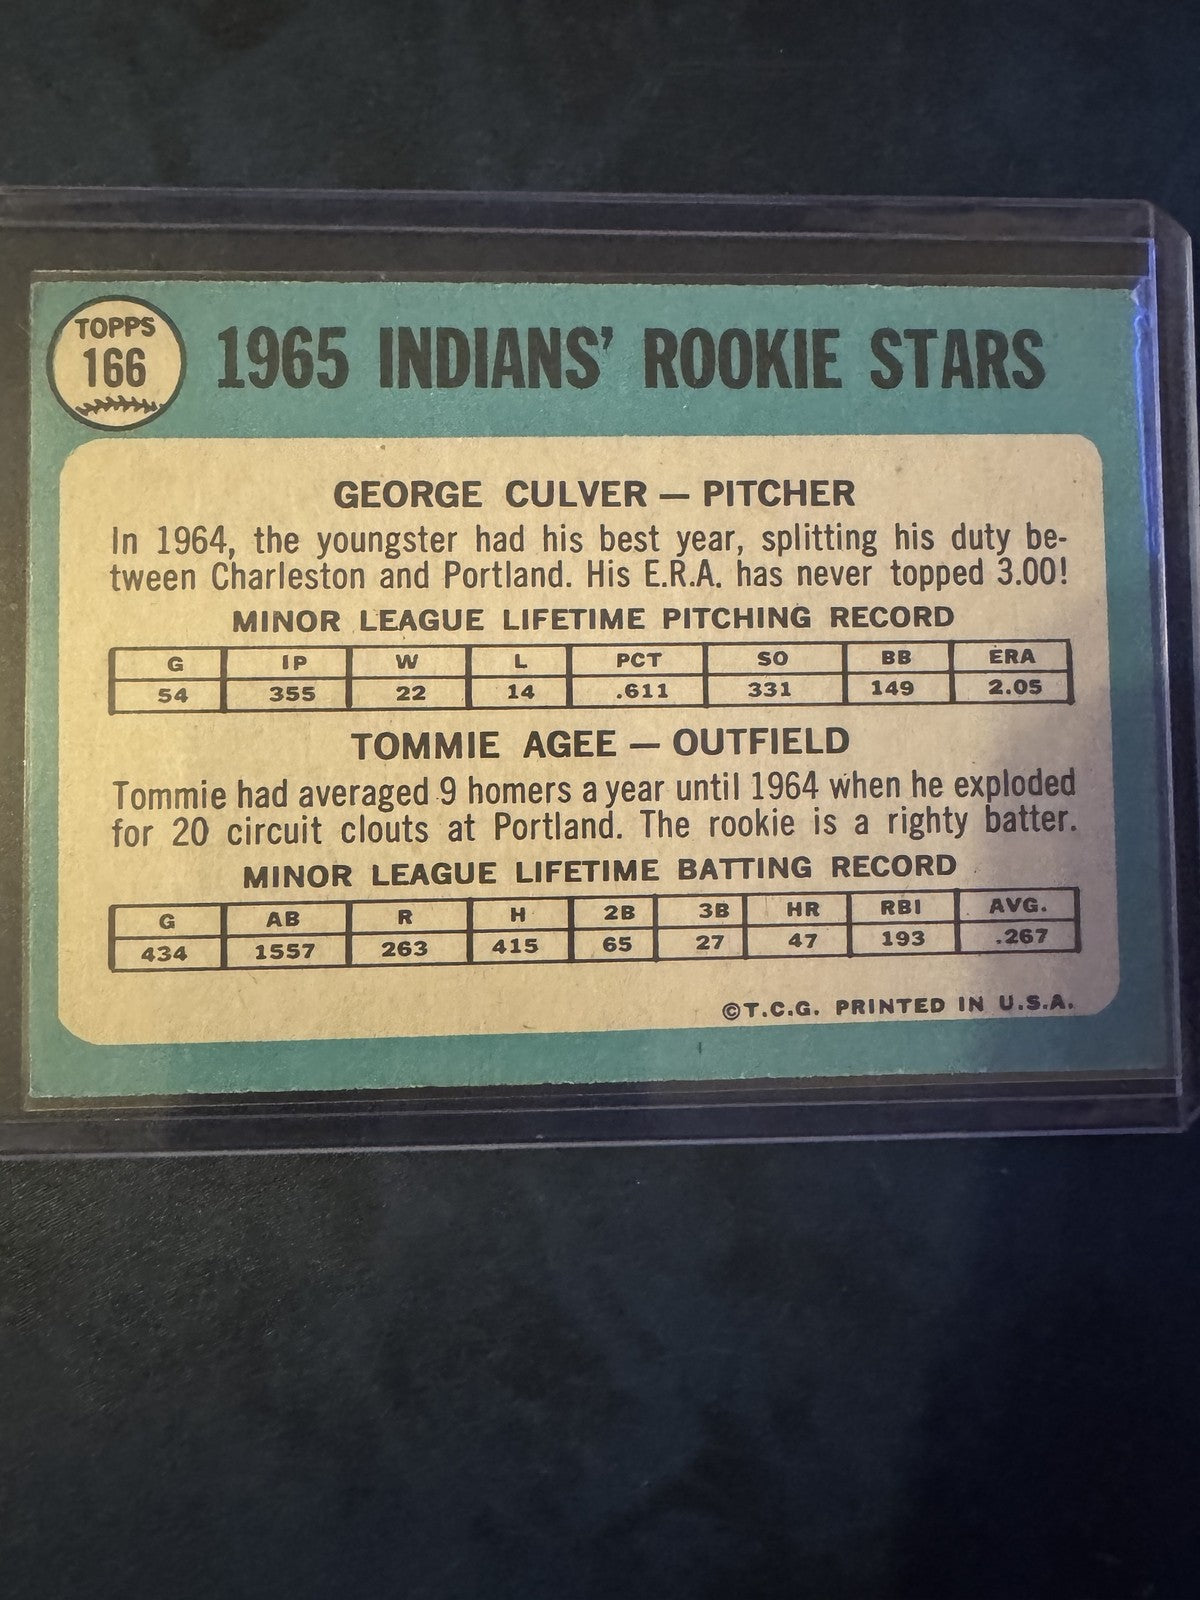 TOPPS
166
1965 INDIANS' ROOKIE STARS
GEORGE CULVER — PITCHER
In 1964, the youngster had his best year, splitting his duty be-
tween Charleston and Portland. His E.R.A. has never topped 3.00!
MINOR LEAGUE LIFETIME PITCHING RECORD
G IP W L PCT SO BB ERA
54 355 22 14 .611 331 149 2.05
TOMMIE AGEE — OUTFIELD
Tommie had averaged 9 homers a year until 1964 when he exploded
for 20 circuit clouts at Portland. The rookie is a righty batter.
MINOR LEAGUE LIFETIME BATTING RECORD
G AB R H 2B 3B HR RBI AVG.
434 1557 263 415 65 27 47 193 .267
©T.C.G. PRINTED IN U.S.A.